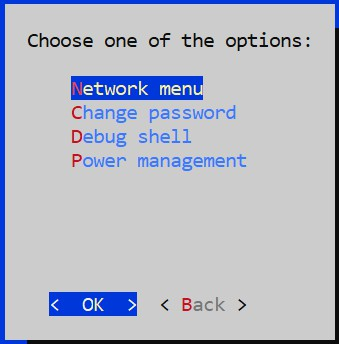 Choose one of the options:
Network menu
Change password
Debug shell
Power management
< OK > < Back >